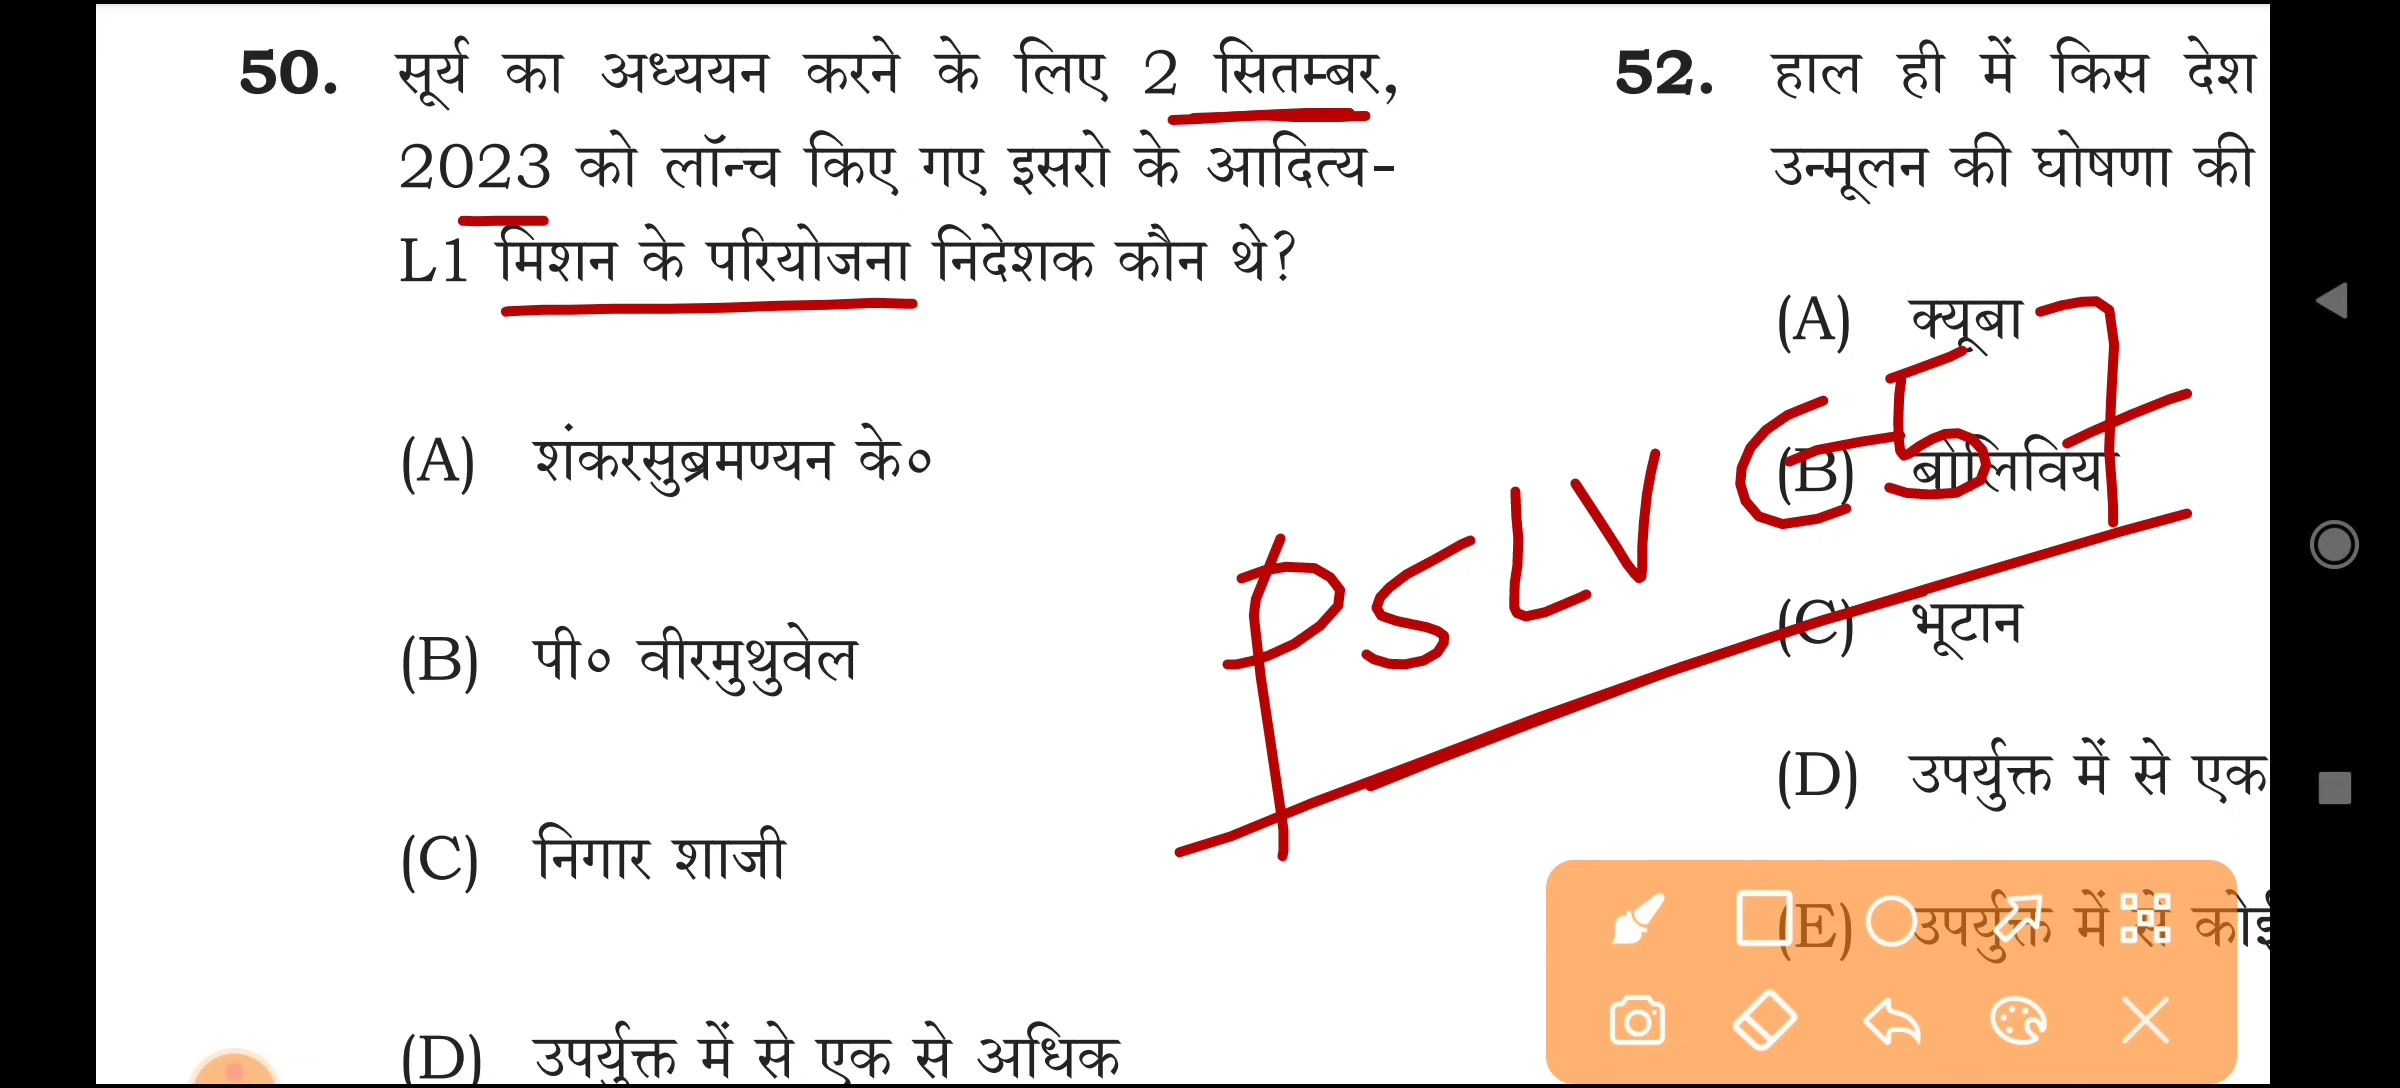 50. सूर्य का अध्ययन करने के लिए 2 सितम्बर,
2023 को लॉन्च किए गए इसरो के आदित्य-
L1 मिशन के परियोजना निदेशक कौन थे?
(A) शंकरसुब्रमण्यन के०
(B) पी० वीरमुथुवेल
(C) निगार शाजी
(D) उपर्युक्त में से एक से अधिक
PSLV C57
52. हाल ही में किस देश
उन्मूलन की घोषणा की
(A) क्यूबा
(B) बोलिविया
(C) भूटान
(D) उपर्युक्त में से एक
(E) उपर्युक्त में से कोई